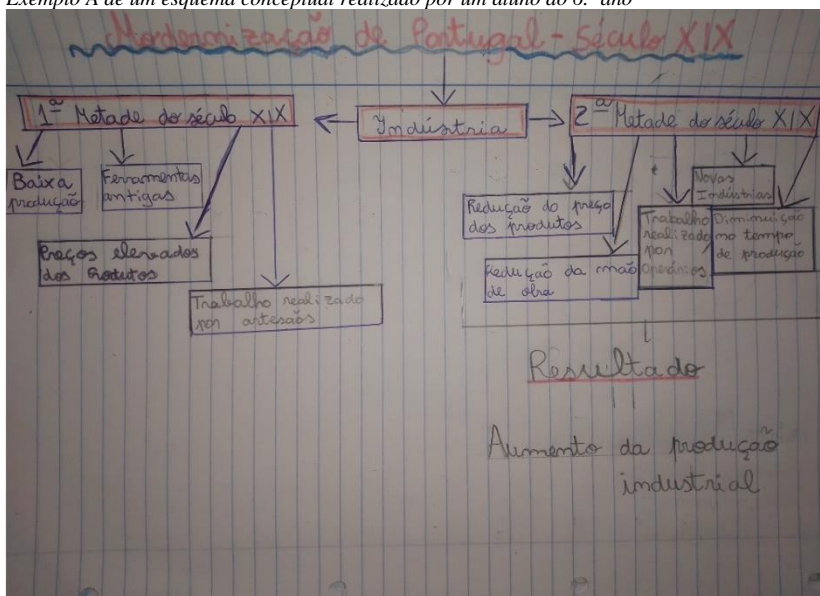 Exemplo A de um esquema conceptual realizado por um aluno do 6.º ano
Modernização de Portugal - Século XIX
1ª Metade do século XIX
Indústria
2ª Metade do século XIX
Baixa
produção
Ferramentas
antigas
Preços elevados
dos Produtos
Trabalho realizado
por artesãos
Redução do preço
dos produtos
Redução da mão
de obra
Trabalho
realizado
por
Operários
Novas
Indústrias
Diminuição
no tempo
de produção
Resultado
Aumento da produção
industrial